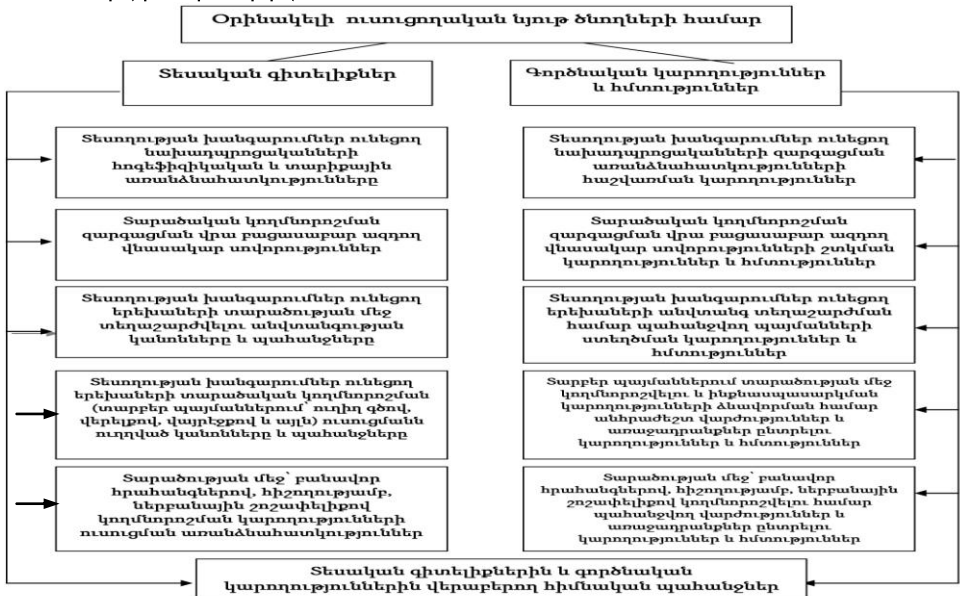 Օրինակելի ուսուցողական նյութ ծնողների համար
Տեսական գիտելիքներ
Գործնական կարողություններ
և հմտություններ
Տեսողության խանգարումներ ունեցող
նախադպրոցականների
հոգեֆիզիկական և տարիքային
առանձնահատկությունները
Տեսողության խանգարումներ ունեցող
նախադպրոցականների զարգացման
առանձնահատկությունների
հաշվառման կարողություններ
Տարածական կողմնորոշման
զարգացման վրա բացասաբար ազդող
վնասակար սովորություններ
Տարածական կողմնորոշման
զարգացման վրա բացասաբար ազդող
վնասակար սովորությունների շտկման
կարողություններ և հմտություններ
Տեսողության խանգարումներ ունեցող
երեխաների տարածության մեջ
տեղաշարժվելու անվտանգության
կանոնները և պահանջները
Տեսողության խանգարումներ ունեցող
երեխաների անվտանգ տեղաշարժման
համար պահանջվող պայմանների
ստեղծման կարողություններ և
հմտություններ
Տեսողության խանգարումներ ունեցող
երեխաների տարածական կողմնորոշման
(տարբեր պայմաններում՝ ուղիղ գծով,
վերելքով, վայրէջքով և այլն) ուսուցմանն
ուղղված կանոնները և պահանջները
Տարբեր պայմաններում տարածության մեջ
կողմնորոշվելու և ինքնասպասարկման
կարողությունների ձևավորման համար
անհրաժեշտ վարժություններ և
առաջադրանքներ ընտրելու
կարողություններ և հմտություններ
Տարածության մեջ՝ բանավոր
հրահանգներով, հիշողությամբ,
ներբանային շոշափելիքով
կողմնորոշման կարողությունների
ուսուցման առանձնահատկություններ
Տարածության մեջ՝ բանավոր
հրահանգներով, հիշողությամբ, ներբանային
շոշափելիքով կողմնորոշվելու համար
պահանջվող վարժություններ և
առաջադրանքներ ընտրելու
կարողություններ և հմտություններ
Տեսական գիտելիքներին և գործնական
կարողություններին վերաբերող հիմնական պահանջներ